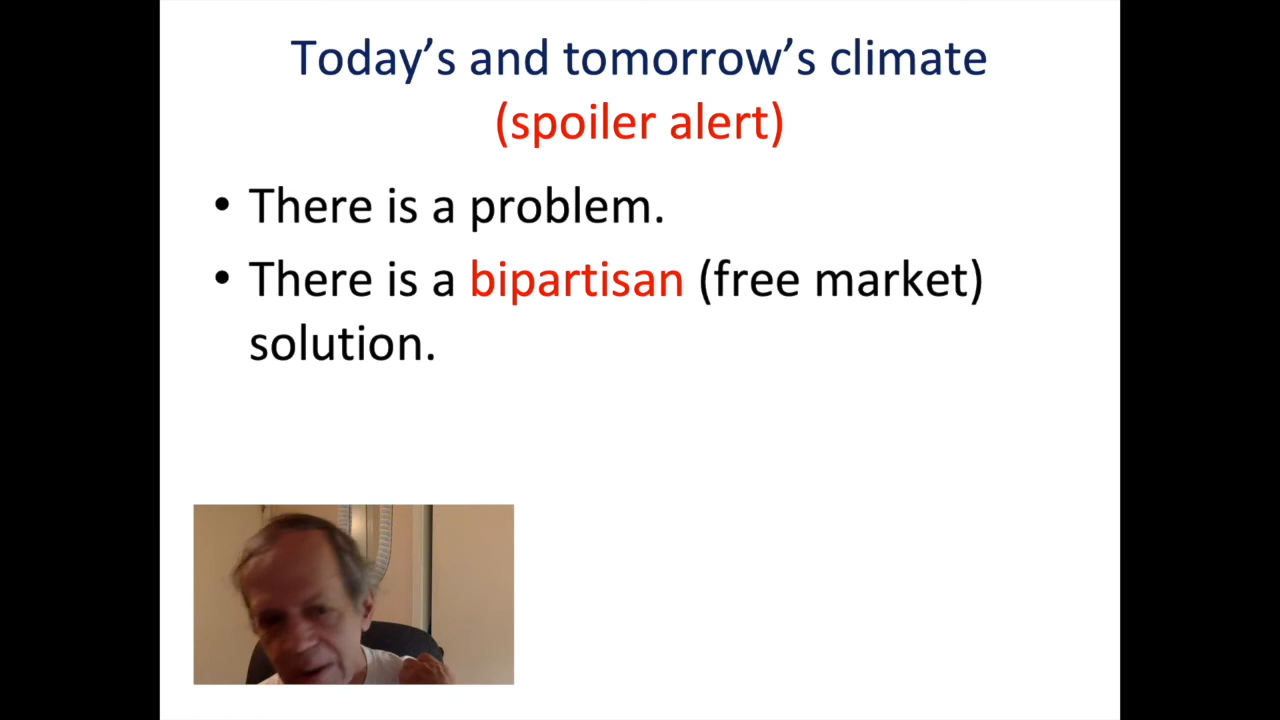 Today’s and tomorrow’s climate
(spoiler alert)
• There is a problem.
• There is a bipartisan (free market)
solution.